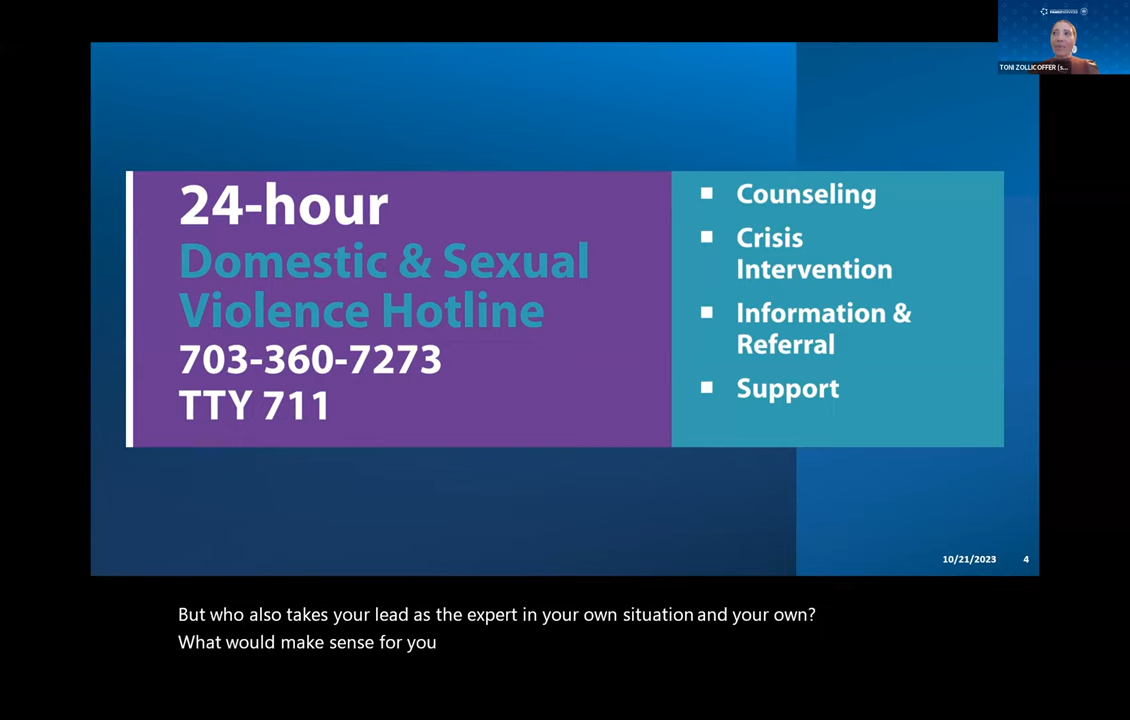 TONI ZOLLICOFFER (s...
24-hour
Domestic & Sexual
Violence Hotline
703-360-7273
TTY 711
■ Counseling
■ Crisis
Intervention
■ Information &
Referral
■ Support
10/21/2023 4
But who also takes your lead as the expert in your own situation and your own?
What would make sense for you